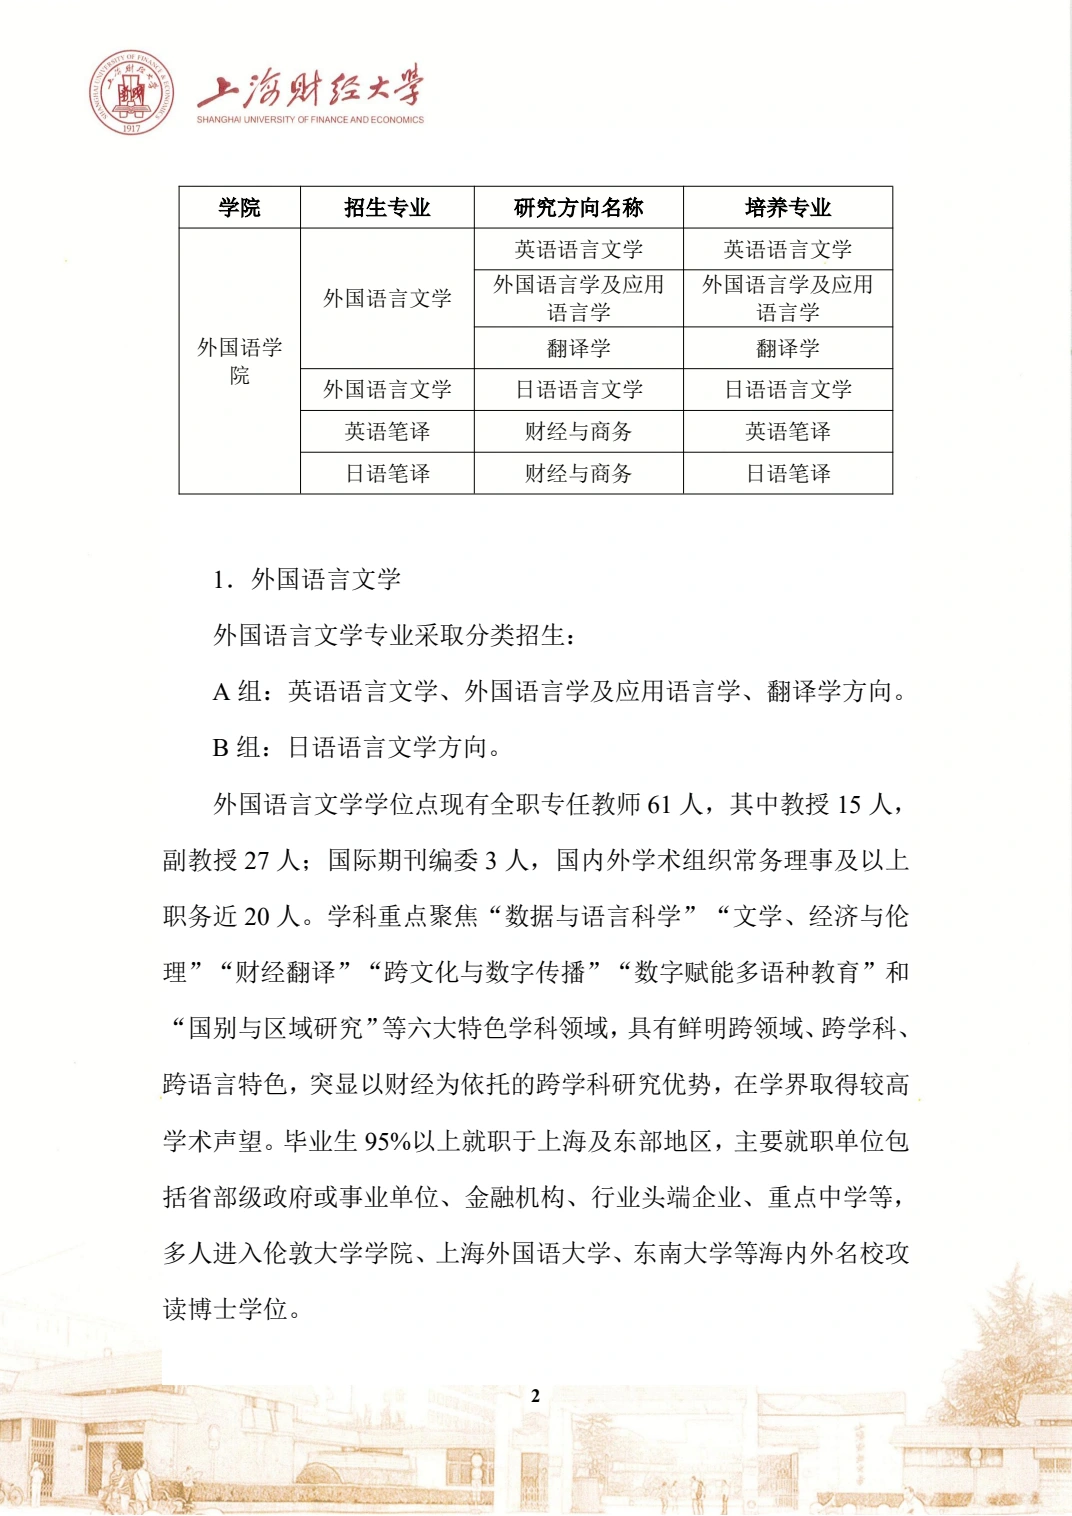 上海财经大学
SHANGHAI UNIVERSITY OF FINANCE AND ECONOMICS
1917
学院 招生专业 研究方向名称 培养专业
外国语学
院
外国语言文学
英语语言文学 英语语言文学
外国语言学及应用
语言学
外国语言学及应用
语言学
翻译学 翻译学
外国语言文学 日语语言文学 日语语言文学
英语笔译 财经与商务 英语笔译
日语笔译 财经与商务 日语笔译
1．外国语言文学
外国语言文学专业采取分类招生：
A 组：英语语言文学、外国语言学及应用语言学、翻译学方向。
B 组：日语语言文学方向。
外国语言文学学位点现有全职专任教师 61 人，其中教授 15 人，
副教授 27 人；国际期刊编委 3 人，国内外学术组织常务理事及以上
职务近 20 人。学科重点聚焦“数据与语言科学”“文学、经济与伦
理”“财经翻译”“跨文化与数字传播”“数字赋能多语种教育”和
“国别与区域研究”等六大特色学科领域，具有鲜明跨领域、跨学科、
跨语言特色，突显以财经为依托的跨学科研究优势，在学界取得较高
学术声望。毕业生 95%以上就职于上海及东部地区，主要就职单位包
括省部级政府或事业单位、金融机构、行业头端企业、重点中学等，
多人进入伦敦大学学院、上海外国语大学、东南大学等海内外名校攻
读博士学位。
2